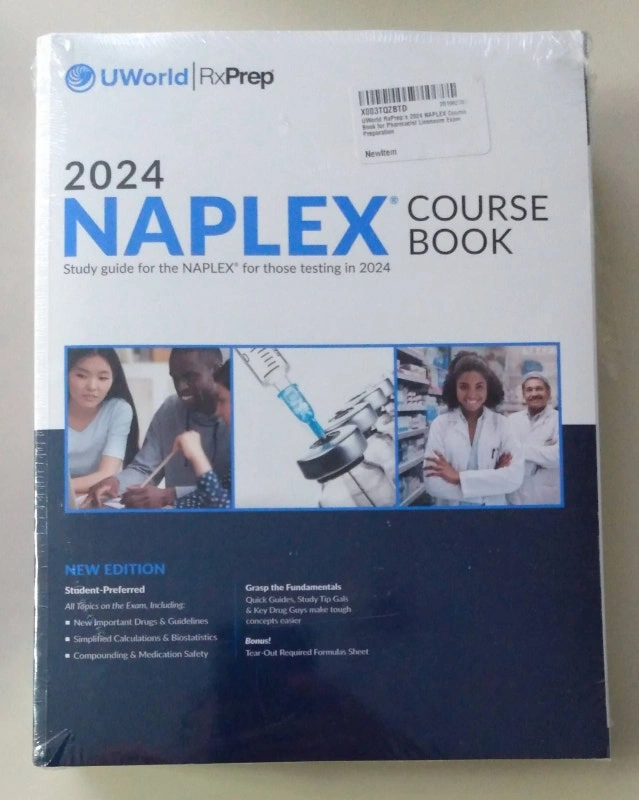 UWorld | RxPrep®
X003TQZBTD
UWorld RxPrep's 2024 NAPLEX Course
Book for Pharmacist Licensure Exam
Preparation
NewItem
2024
NAPLEX® COURSE
BOOK
Study guide for the NAPLEX® for those testing in 2024
NEW EDITION
Student-Preferred
All Topics on the Exam, Including:
▪ New Important Drugs & Guidelines
▪ Simplified Calculations & Biostatistics
▪ Compounding & Medication Safety
Grasp the Fundamentals
Quick Guides, Study Tip Gals
& Key Drug Guys make tough
concepts easier
Bonus!
Tear-Out Required Formulas Sheet